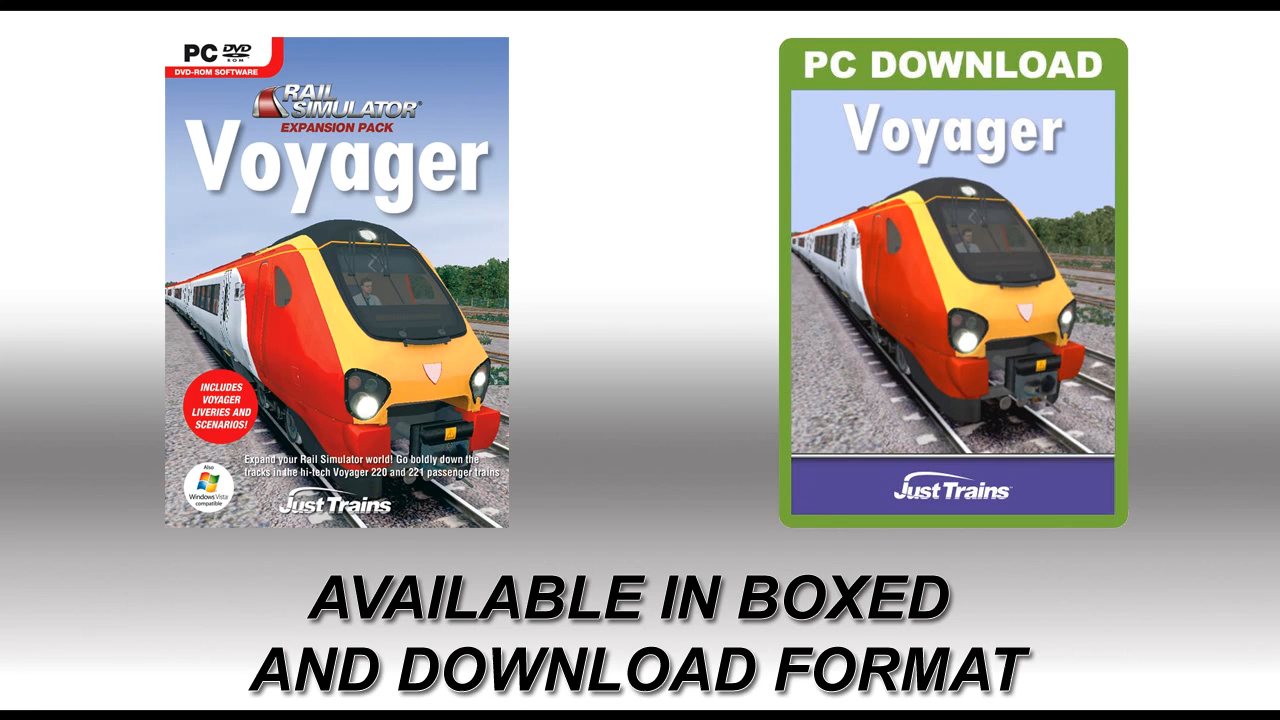 PC DVD ROM
DVD-ROM SOFTWARE
RAIL SIMULATOR
EXPANSION PACK
Voyager
INCLUDES
VOYAGER
LIVERIES AND
SCENARIOS!
Expand your Rail Simulator world! Go boldly down the
tracks in the hi-tech Voyager 220 and 221 passenger trains
Also
Windows Vista
compatible
Just Trains
PC DOWNLOAD
Voyager
Just Trains
AVAILABLE IN BOXED
AND DOWNLOAD FORMAT